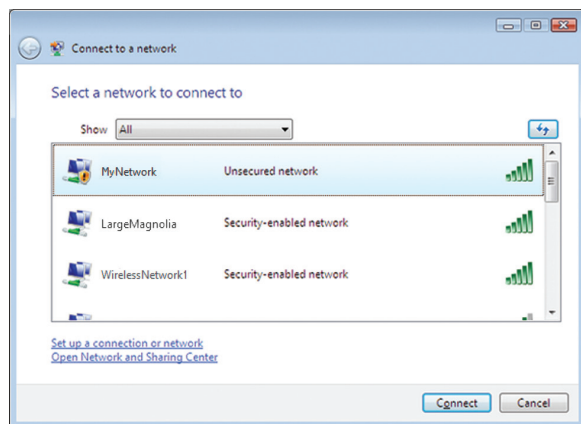 Connect to a network
Select a network to connect to
Show All
MyNetwork Unsecured network
LargeMagnolia Security-enabled network
WirelessNetwork1 Security-enabled network
Set up a connection or network
Open Network and Sharing Center
Connect Cancel